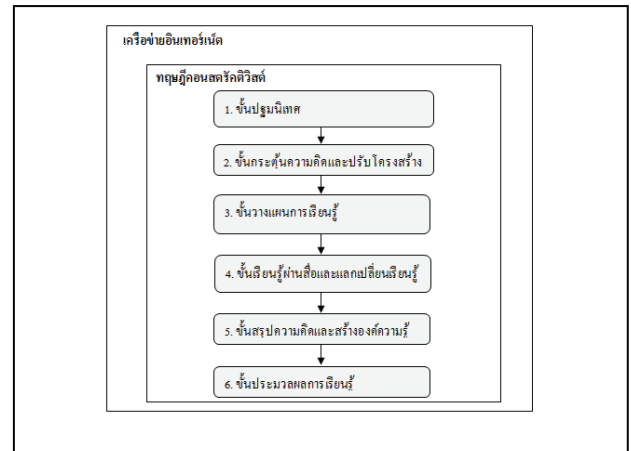 เครือข่ายอินเทอร์เน็ต
ทฤษฎีคอนสตรัคติวิสต์
1. ขั้นปฐมนิเทศ
2. ขั้นกระตุ้นความคิดและปรับโครงสร้าง
3. ขั้นวางแผนการเรียนรู้
4. ขั้นเรียนรู้ผ่านสื่อและแลกเปลี่ยนเรียนรู้
5. ขั้นสรุปความคิดและสร้างองค์ความรู้
6. ขั้นประมวลผลการเรียนรู้